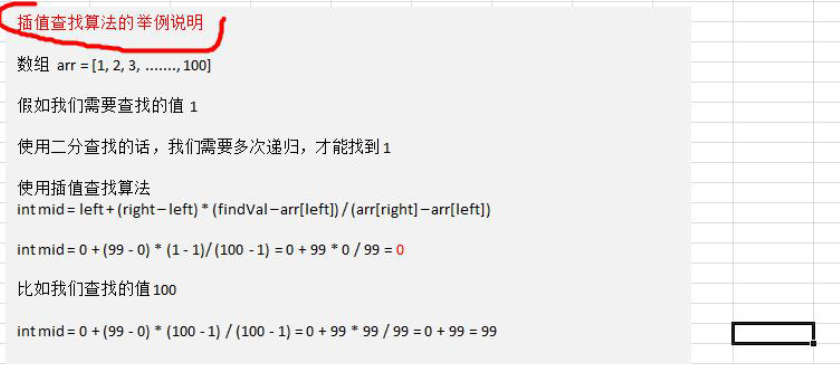 插值查找算法的举例说明
数组 arr = [1, 2, 3, ......., 100]
假如我们需要查找的值 1
使用二分查找的话，我们需要多次递归，才能找到 1
使用插值查找算法
int mid = left + (right – left) * (findVal – arr[left]) / (arr[right] – arr[left])
int mid = 0 + (99 - 0) * (1 - 1)/ (100 - 1) = 0 + 99 * 0 / 99 = 0
比如我们查找的值 100
int mid = 0 + (99 - 0) * (100 - 1) / (100 - 1) = 0 + 99 * 99 / 99 = 0 + 99 = 99